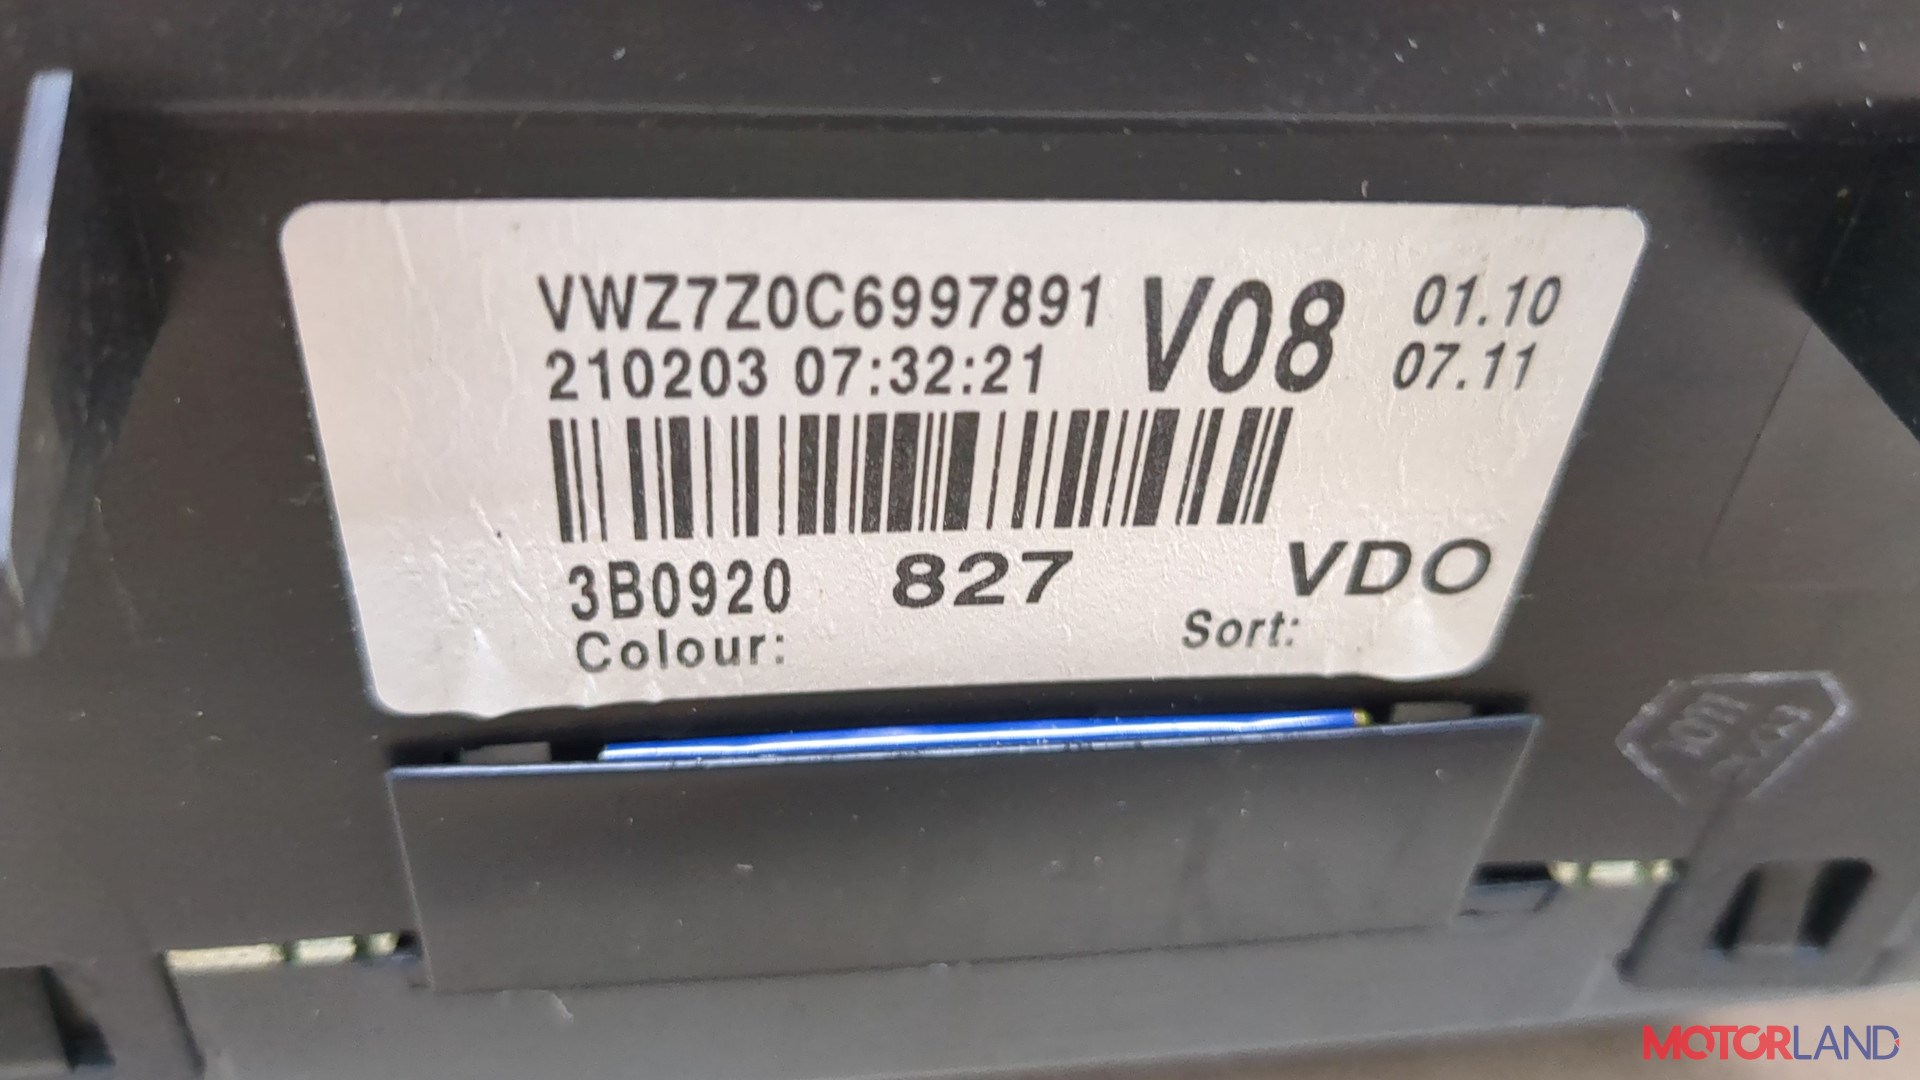 VWZ7Z0C6997891 V08 01.10
210203 07:32:21 07.11
3B0920 827 VDO
Colour: Sort:
MOTORLAND